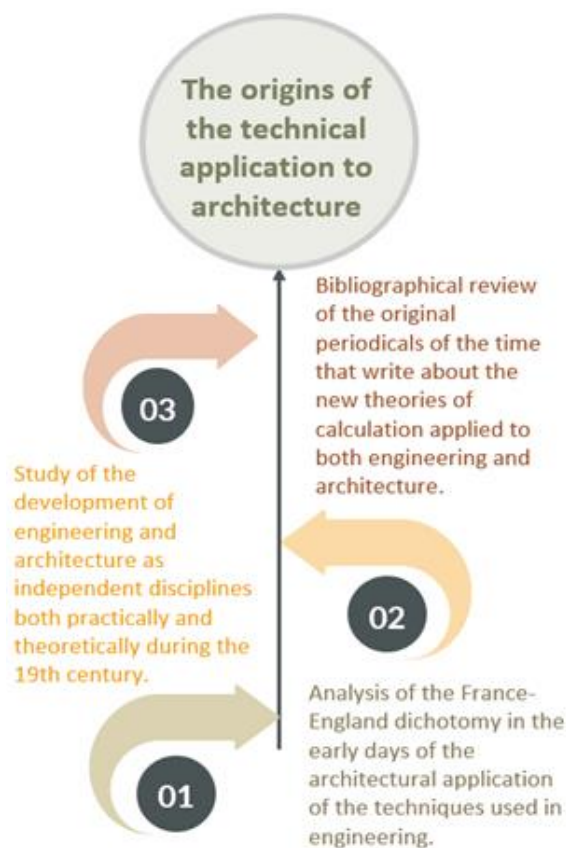 The origins of
the technical
application to
architecture
Bibliographical review
of the original
periodicals of the time
that write about the
new theories of
calculation applied to
both engineering and
architecture.
03
Study of the
development of
engineering and
architecture as
independent disciplines
both practically and
theoretically during the
19th century.
02
Analysis of the France-
England dichotomy in the
early days of the
architectural application
of the techniques used in
engineering.
01